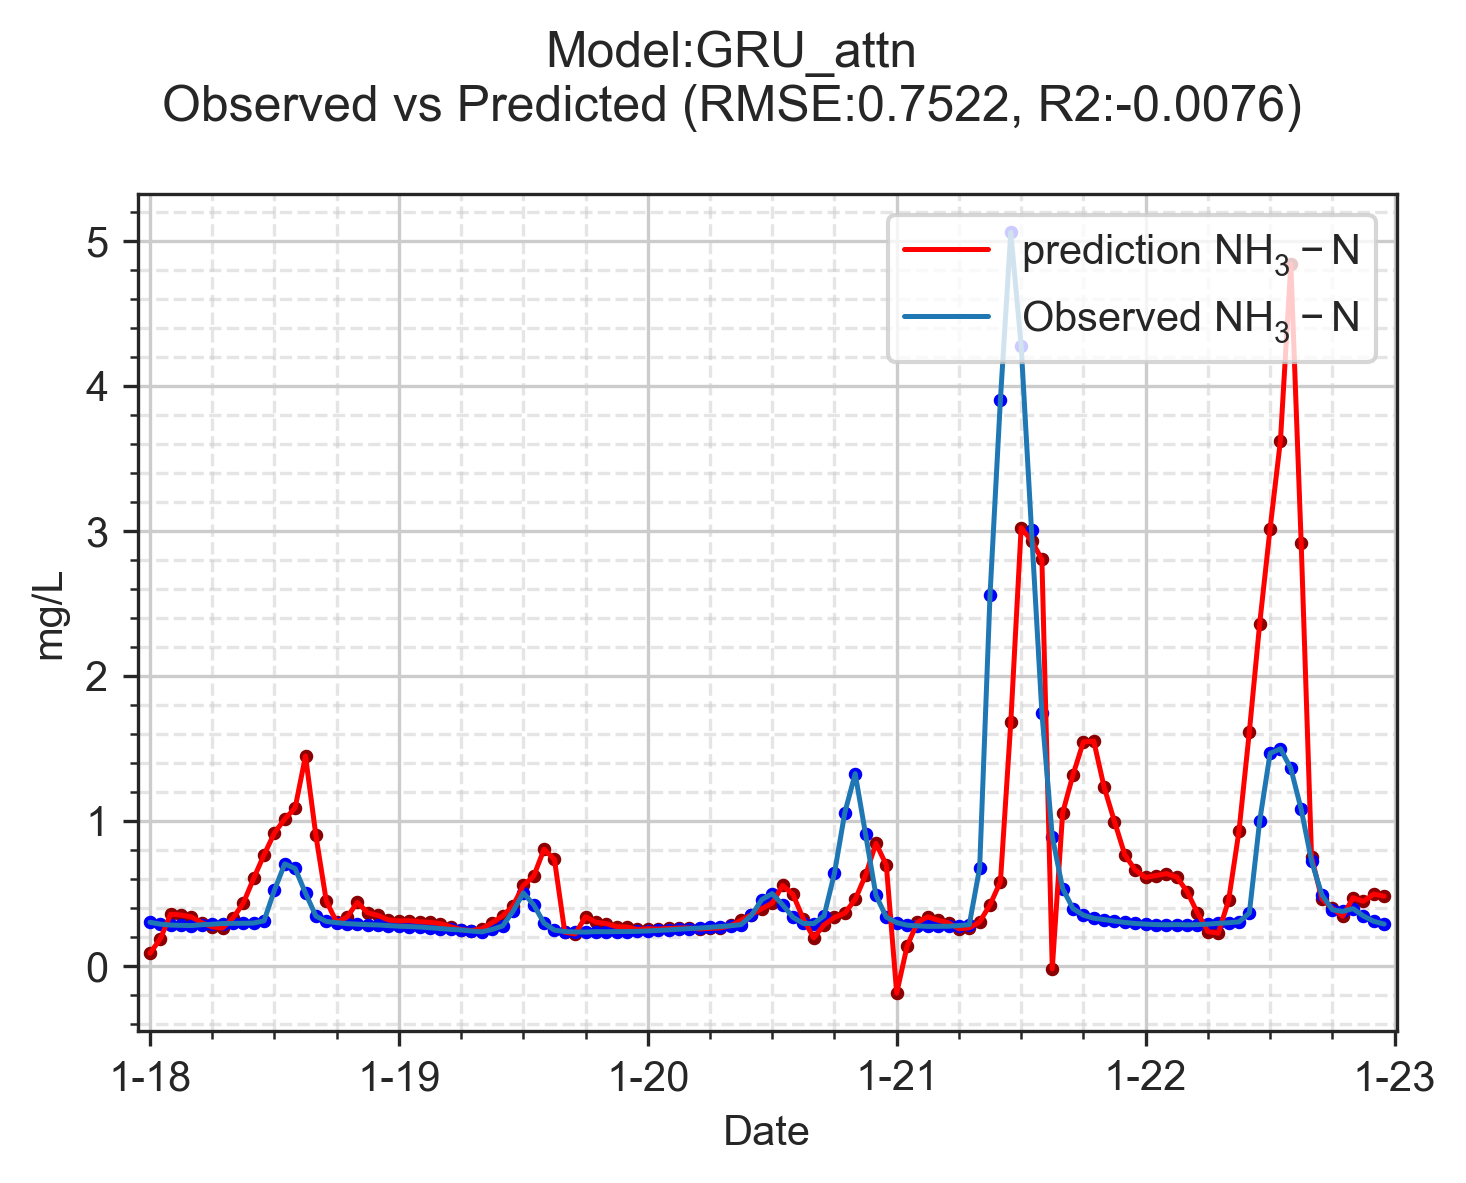 Model:GRU_attn
Observed vs Predicted (RMSE:0.7522, R2:-0.0076)
prediction NH₃ − N
Observed NH₃ − N
5
4
3
2
1
0
mg/L
1-18 1-19 1-20 1-21 1-22 1-23
Date